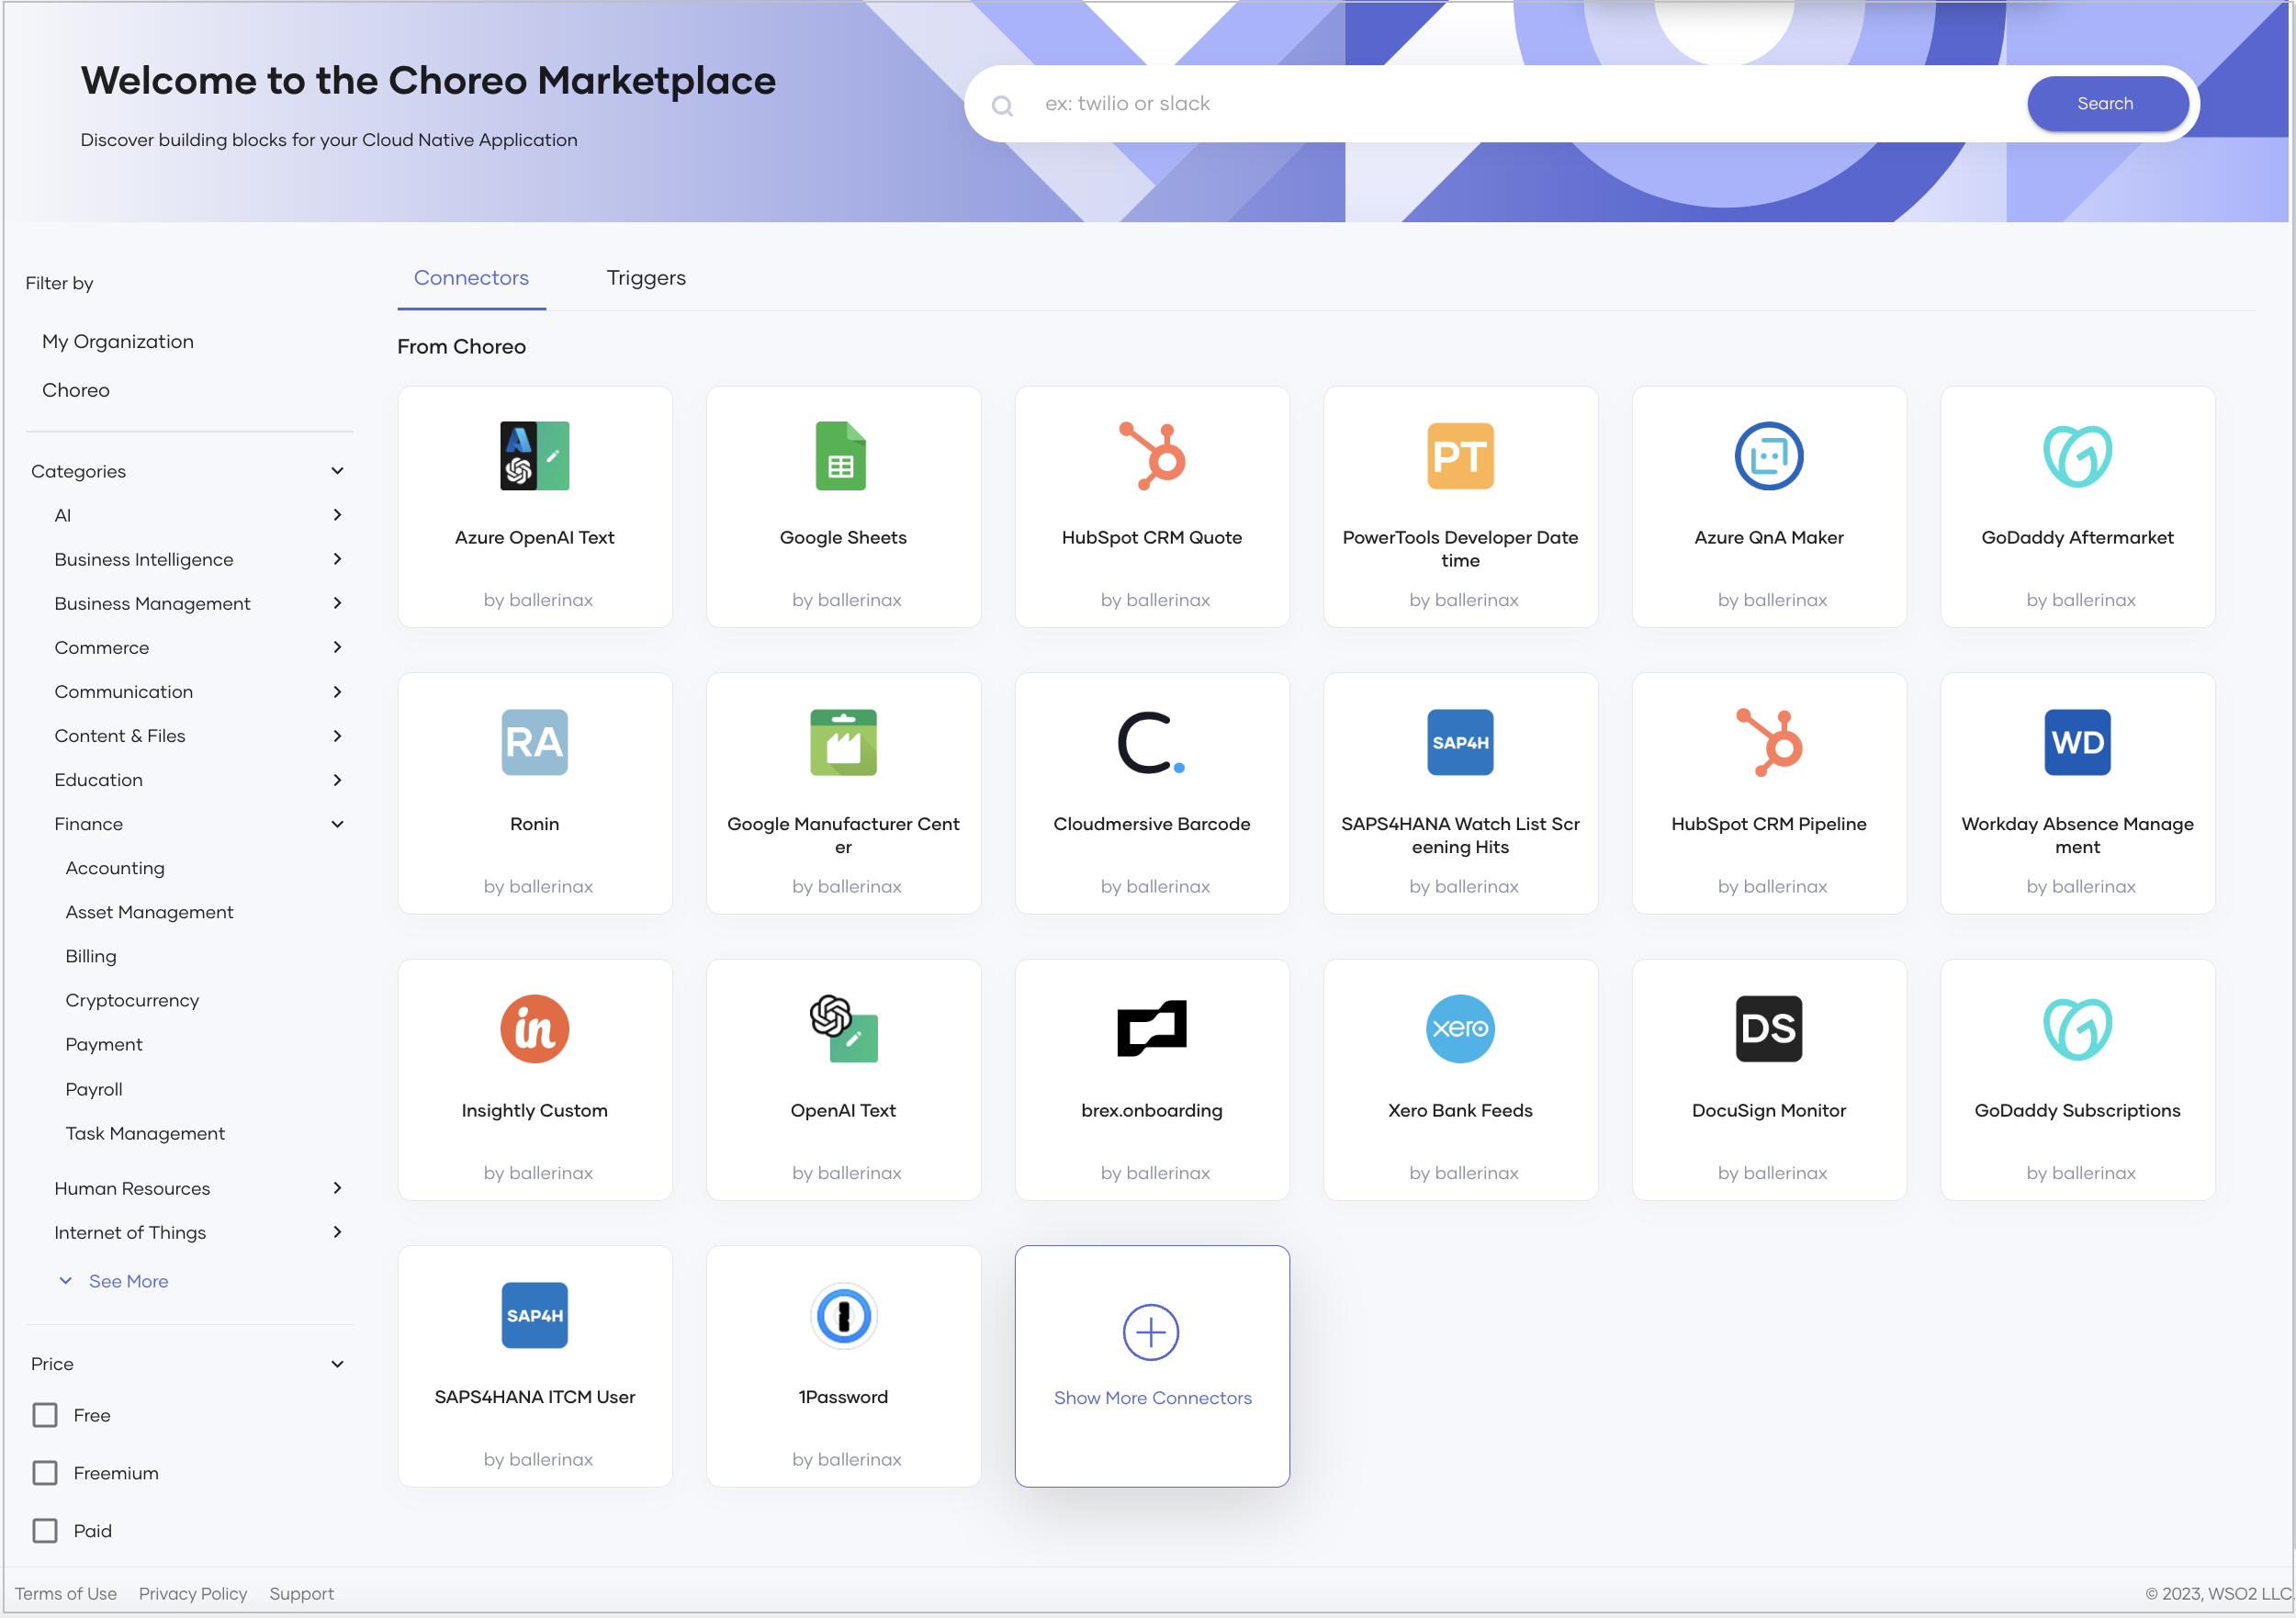 Welcome to the Choreo Marketplace
Discover building blocks for your Cloud Native Application
ex: twilio or slack
Search
Filter by
My Organization
Choreo
Categories
AI
Business Intelligence
Business Management
Commerce
Communication
Content & Files
Education
Finance
Accounting
Asset Management
Billing
Cryptocurrency
Payment
Payroll
Task Management
Human Resources
Internet of Things
See More
Price
Free
Freemium
Paid
Connectors
Triggers
From Choreo
Azure OpenAI Text
by ballerinax
Google Sheets
by ballerinax
HubSpot CRM Quote
by ballerinax
PT
PowerTools Developer Date
time
by ballerinax
Azure QnA Maker
by ballerinax
GoDaddy Aftermarket
by ballerinax
RA
Ronin
by ballerinax
Google Manufacturer Cent
er
by ballerinax
C.
Cloudmersive Barcode
by ballerinax
SAP4H
SAPS4HANA Watch List Scr
eening Hits
by ballerinax
HubSpot CRM Pipeline
by ballerinax
WD
Workday Absence Manage
ment
by ballerinax
in
Insightly Custom
by ballerinax
OpenAI Text
by ballerinax
brex.onboarding
by ballerinax
xero
Xero Bank Feeds
by ballerinax
DS
DocuSign Monitor
by ballerinax
GoDaddy Subscriptions
by ballerinax
SAP4H
SAPS4HANA ITCM User
by ballerinax
1Password
by ballerinax
Show More Connectors
Terms of Use
Privacy Policy
Support
© 2023, WSO2 LLC